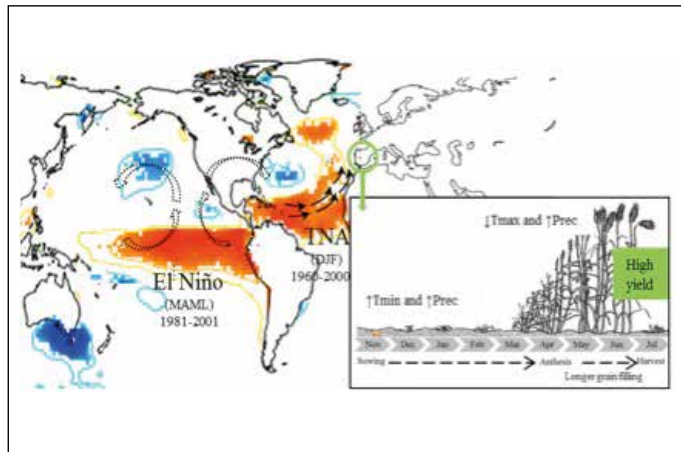 TNA
(DJF)
1960-2000
El Niño
(MAML)
1981-2001
↓Tmax and ↑Prec
High
yield
↑Tmin and ↑Prec
Nov Dec Jan Feb Mar Apr May Jun Jul
Sowing Anthesis Harvest
Longer grain filling